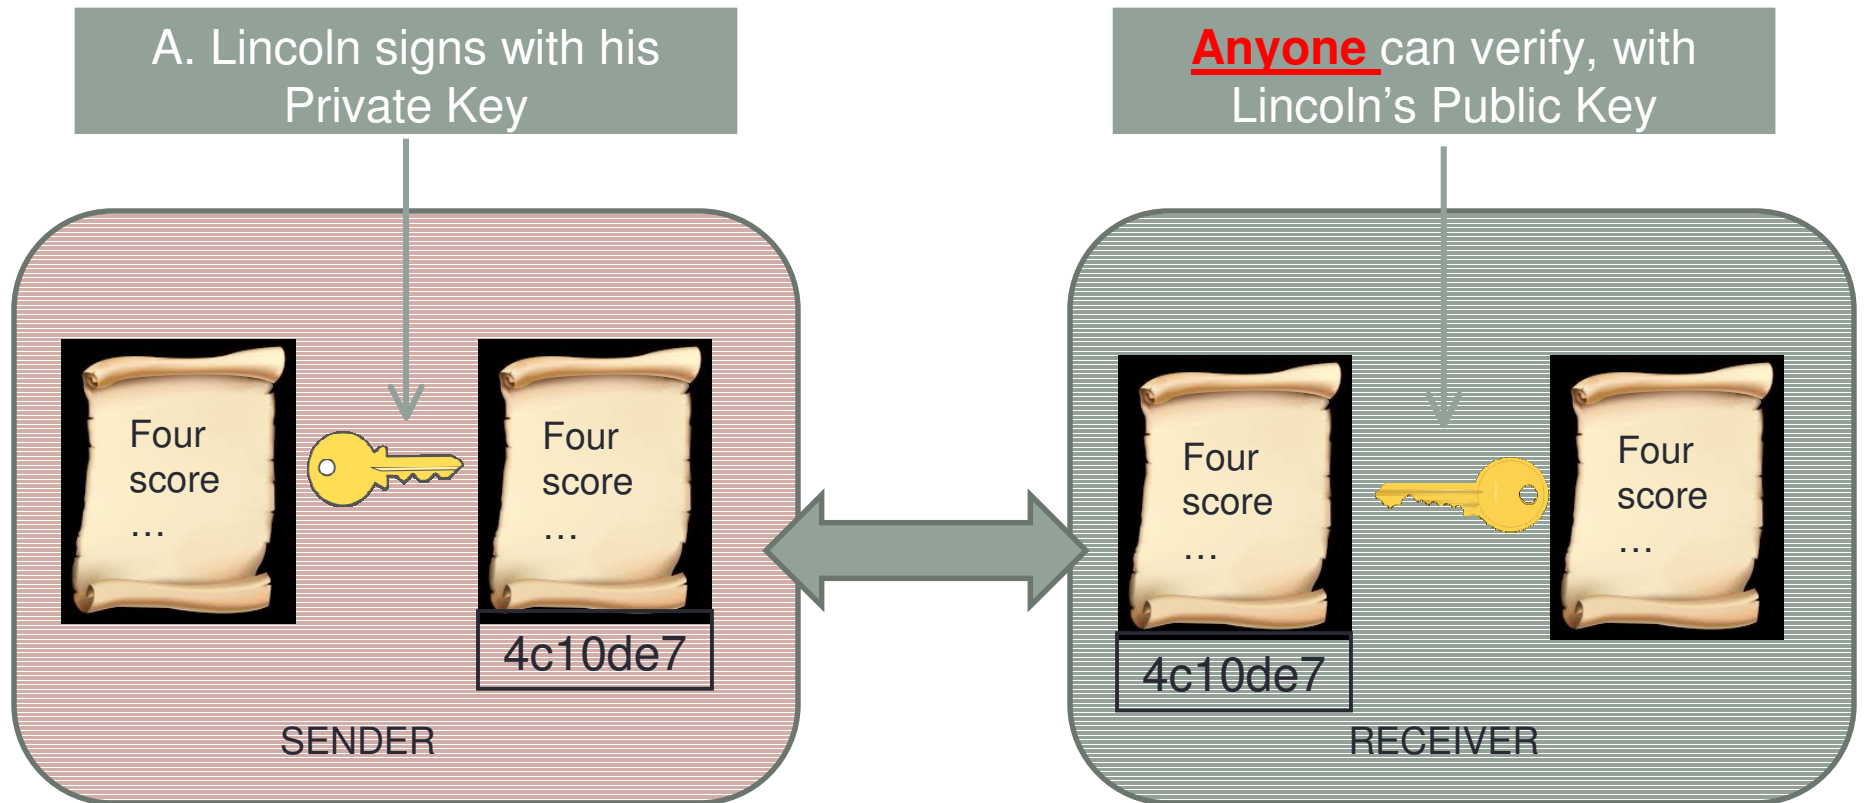 A. Lincoln signs with his
Private Key
Anyone can verify, with
Lincoln’s Public Key
Four
score
…
Four
score
…
4c10de7
SENDER
Four
score
…
4c10de7
Four
score
…
RECEIVER